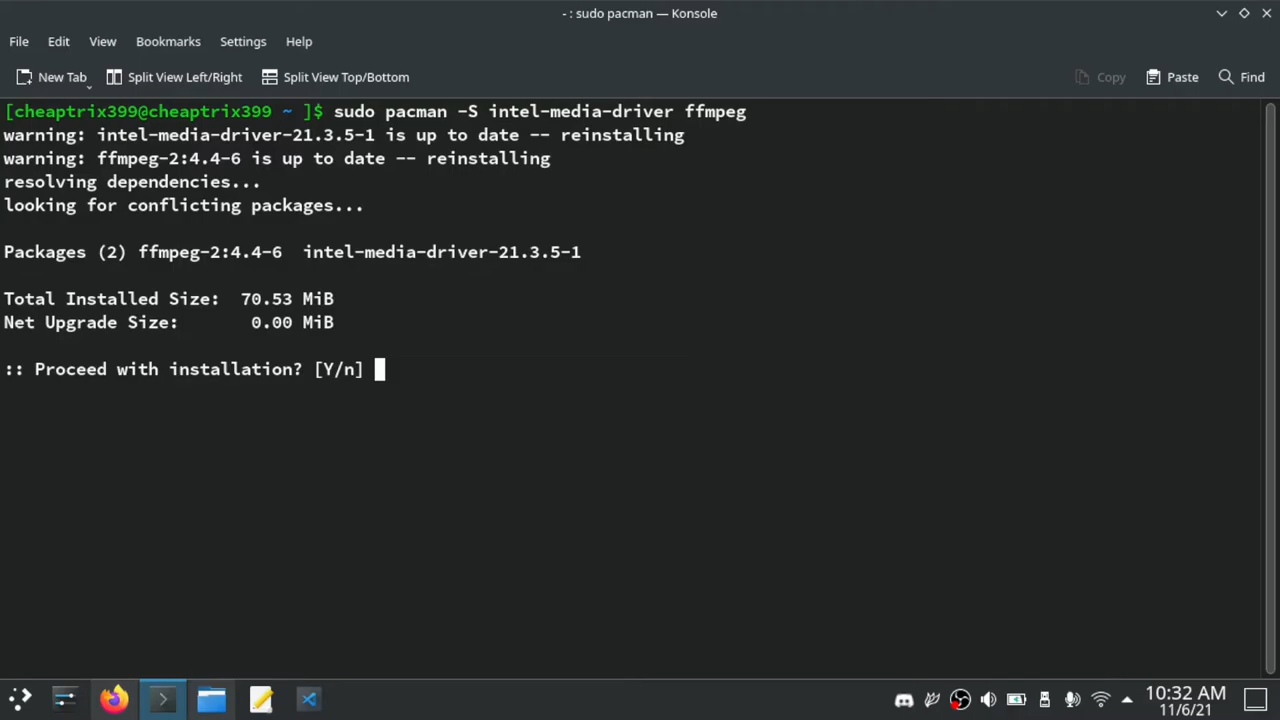 - : sudo pacman — Konsole
File Edit View Bookmarks Settings Help
New Tab Split View Left/Right Split View Top/Bottom Copy Paste Find
[cheaptrix399@cheaptrix399 ~ ]$ sudo pacman -S intel-media-driver ffmpeg
warning: intel-media-driver-21.3.5-1 is up to date -- reinstalling
warning: ffmpeg-2:4.4-6 is up to date -- reinstalling
resolving dependencies...
looking for conflicting packages...
Packages (2) ffmpeg-2:4.4-6  intel-media-driver-21.3.5-1
Total Installed Size:  70.53 MiB
Net Upgrade Size:       0.00 MiB
:: Proceed with installation? [Y/n]
10:32 AM
11/6/21